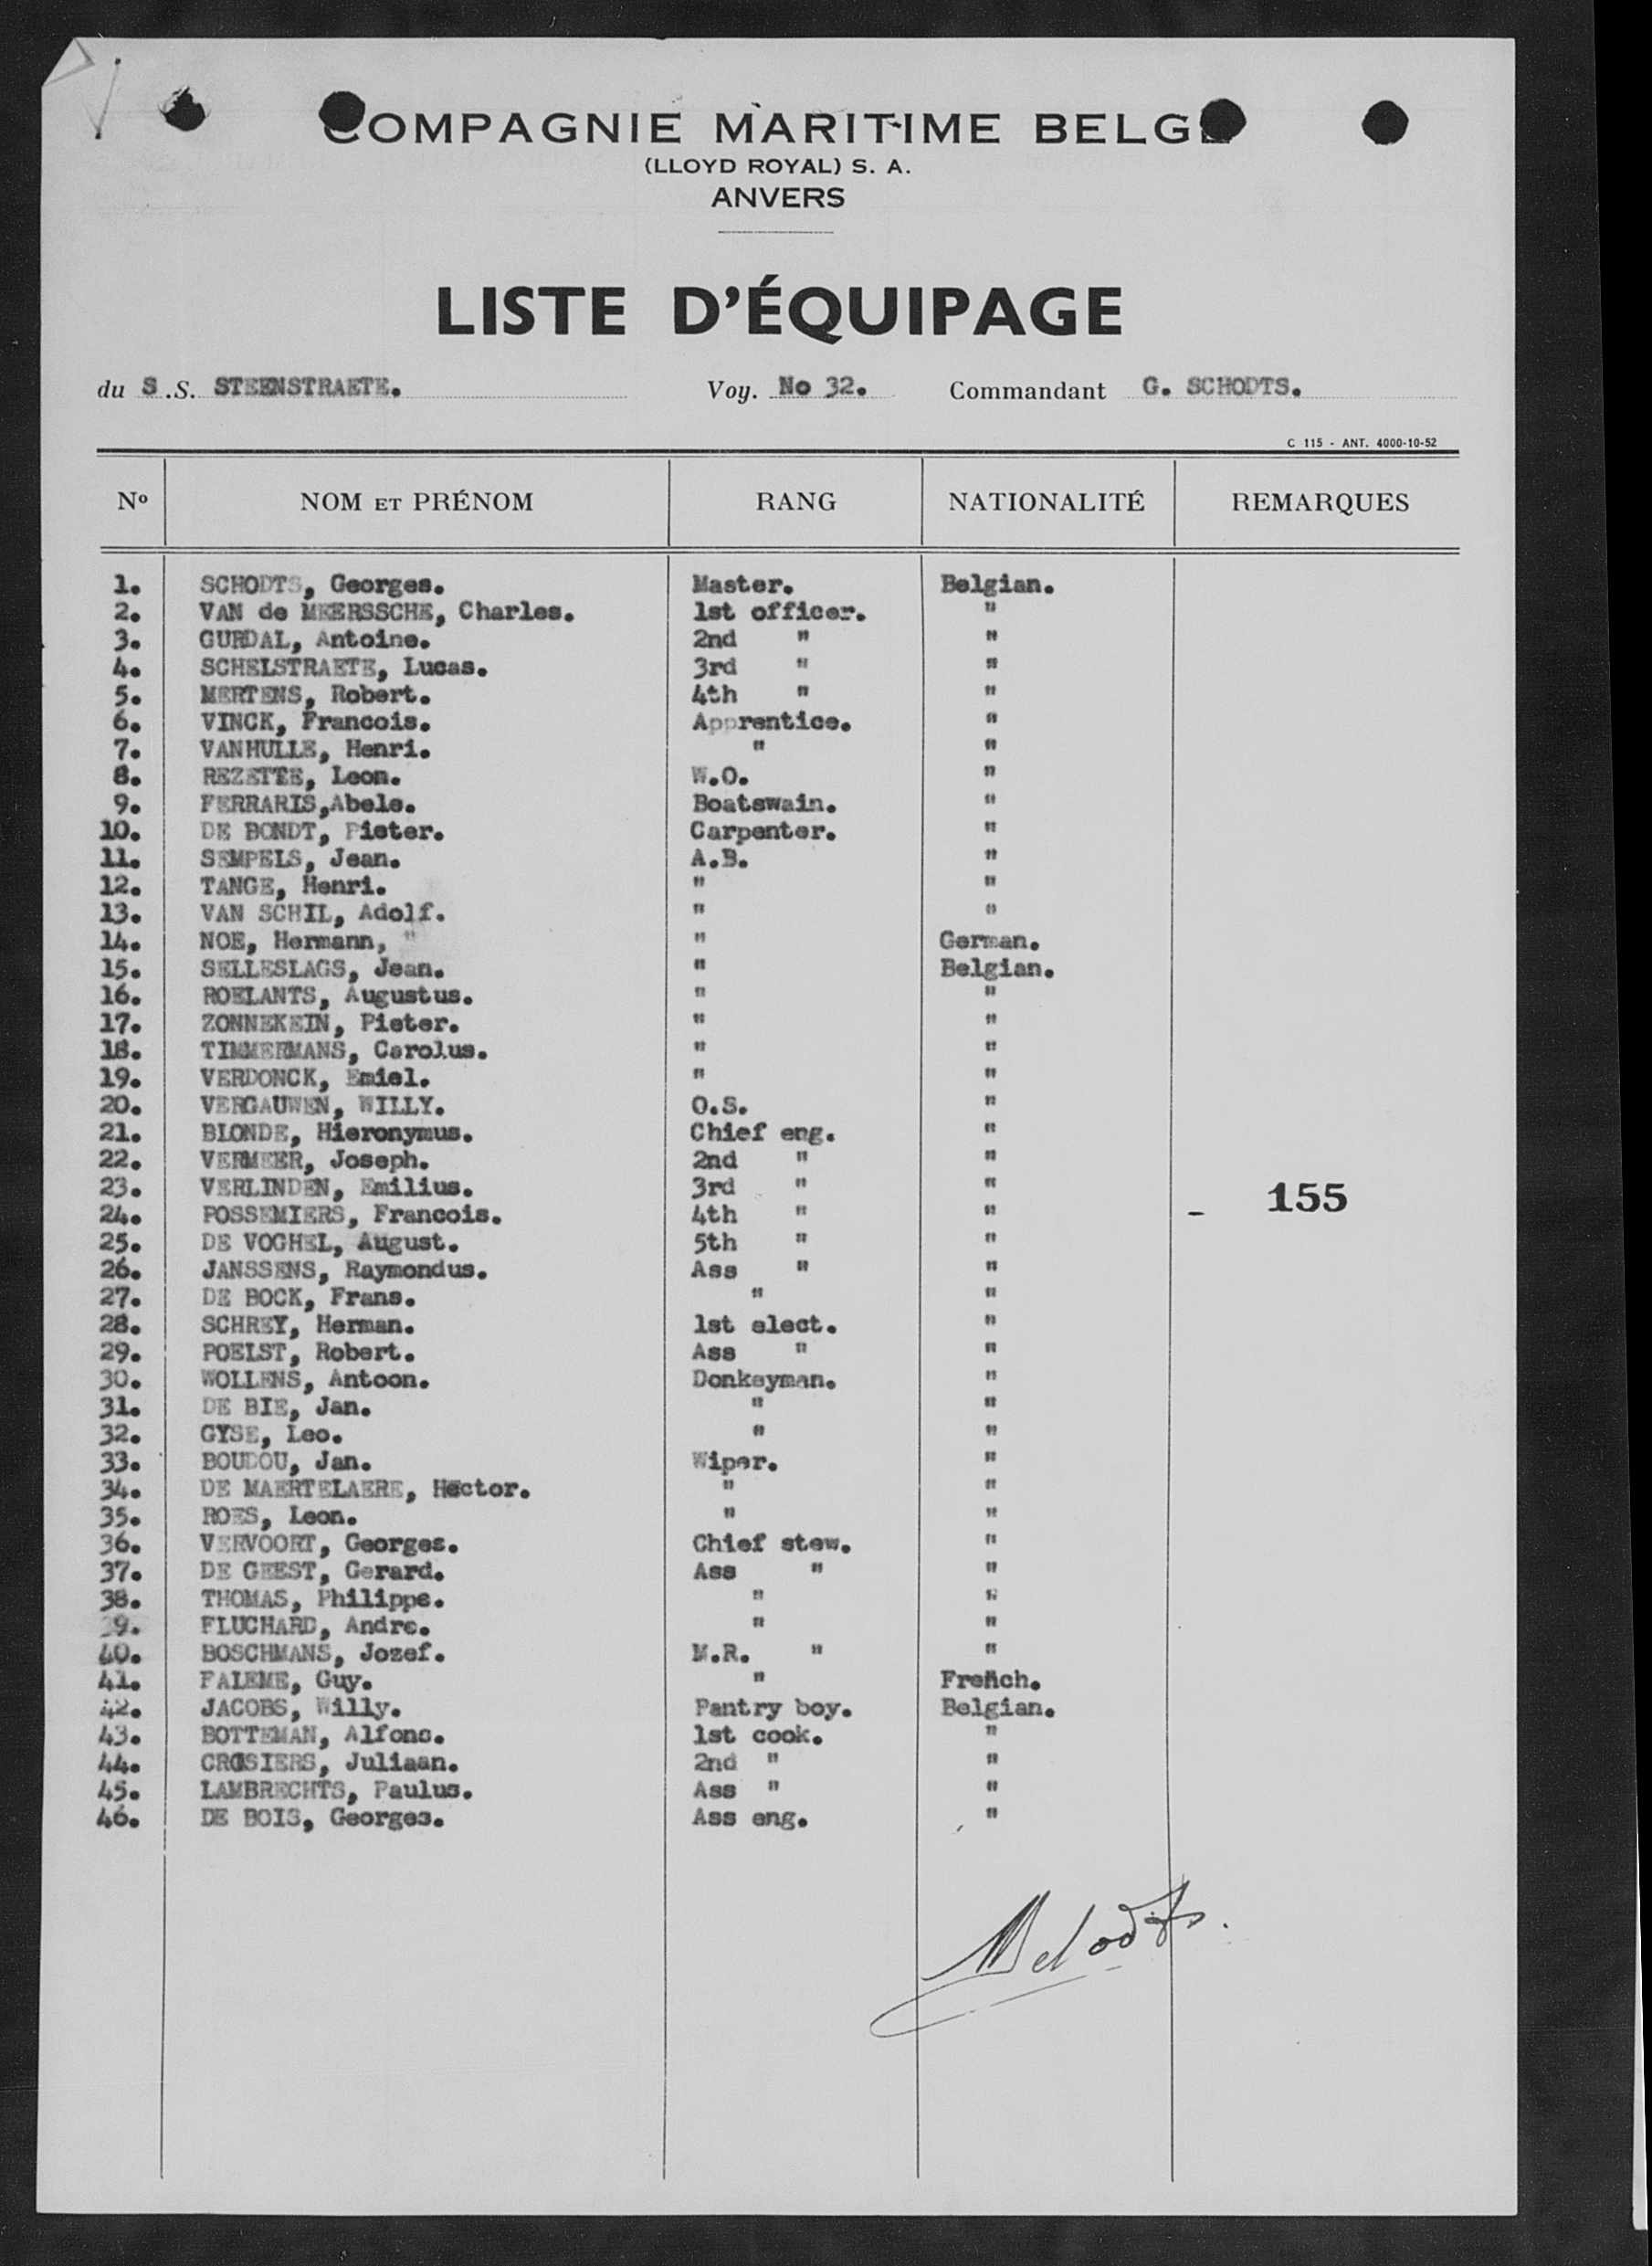 COMPAGNIE MARITIME BELGE
(LLOYD ROYAL) S. A.
ANVERS
LISTE D'ÉQUIPAGE
du S.S. STEENSTRAETE. Voy. No 32. Commandant G. SCHODTS.
C 115 - ANT. 4000-10-52
Nº NOM ET PRÉNOM RANG NATIONALITÉ REMARQUES
1. SCHODTS, Georges. Master. Belgian.
2. VAN de MEERSSCHE, Charles. 1st officer. "
3. GURDAL, Antoine. 2nd " "
4. SCHELSTRAETE, Lucas. 3rd " "
5. MERTENS, Robert. 4th " "
6. VINCK, Francois. Apprentice. "
7. VANHULLE, Henri. " "
8. REZETTE, Leon. W.O. "
9. FERRARIS,Abele. Boatswain. "
10. DE BONDT, Pieter. Carpenter. "
11. SEMPELS, Jean. A.B. "
12. TANGE, Henri. " "
13. VAN SCHIL, Adolf. " "
14. NOE, Hermann, " " German.
15. SELLESLAGS, Jean. " Belgian.
16. ROELANTS, Augustus. " "
17. ZONNEKEIN, Pieter. " "
18. TIMMERMANS, Carolus. " "
19. VERDONCK, Emiel. " "
20. VERGAUWEN, WILLY. O.S. "
21. BLONDE, Hieronymus. Chief eng. "
22. VERMEER, Joseph. 2nd " "
23. VERLINDEN, Emilius. 3rd " " 155
24. POSSEMIERS, Francois. 4th " " -
25. DE VOGHEL, August. 5th " "
26. JANSSENS, Raymondus. Ass " "
27. DE BOCK, Frans. " "
28. SCHREY, Herman. 1st elect. "
29. POELST, Robert. Ass " "
30. WOLLENS, Antoon. Donkeyman. "
31. DE BIE, Jan. " "
32. GYSE, Leo. " "
33. BOUDOU, Jan. Wiper. "
34. DE MAERTELAERE, Hector. " "
35. ROES, Leon. " "
36. VERVOORT, Georges. Chief stew. "
37. DE GEEST, Gerard. Ass " "
38. THOMAS, Philippe. " "
39. FLUCHARD, Andre. " "
40. BOSCHMANS, Jozef. M.R. " "
41. FALEME, Guy. " French.
42. JACOBS, Willy. Pantry boy. Belgian.
43. BOTTEMAN, Alfons. 1st cook. "
44. CROSIERS, Juliaan. 2nd " "
45. LAMBRECHTS, Paulus. Ass " "
46. DE BOIS, Georges. Ass eng. "